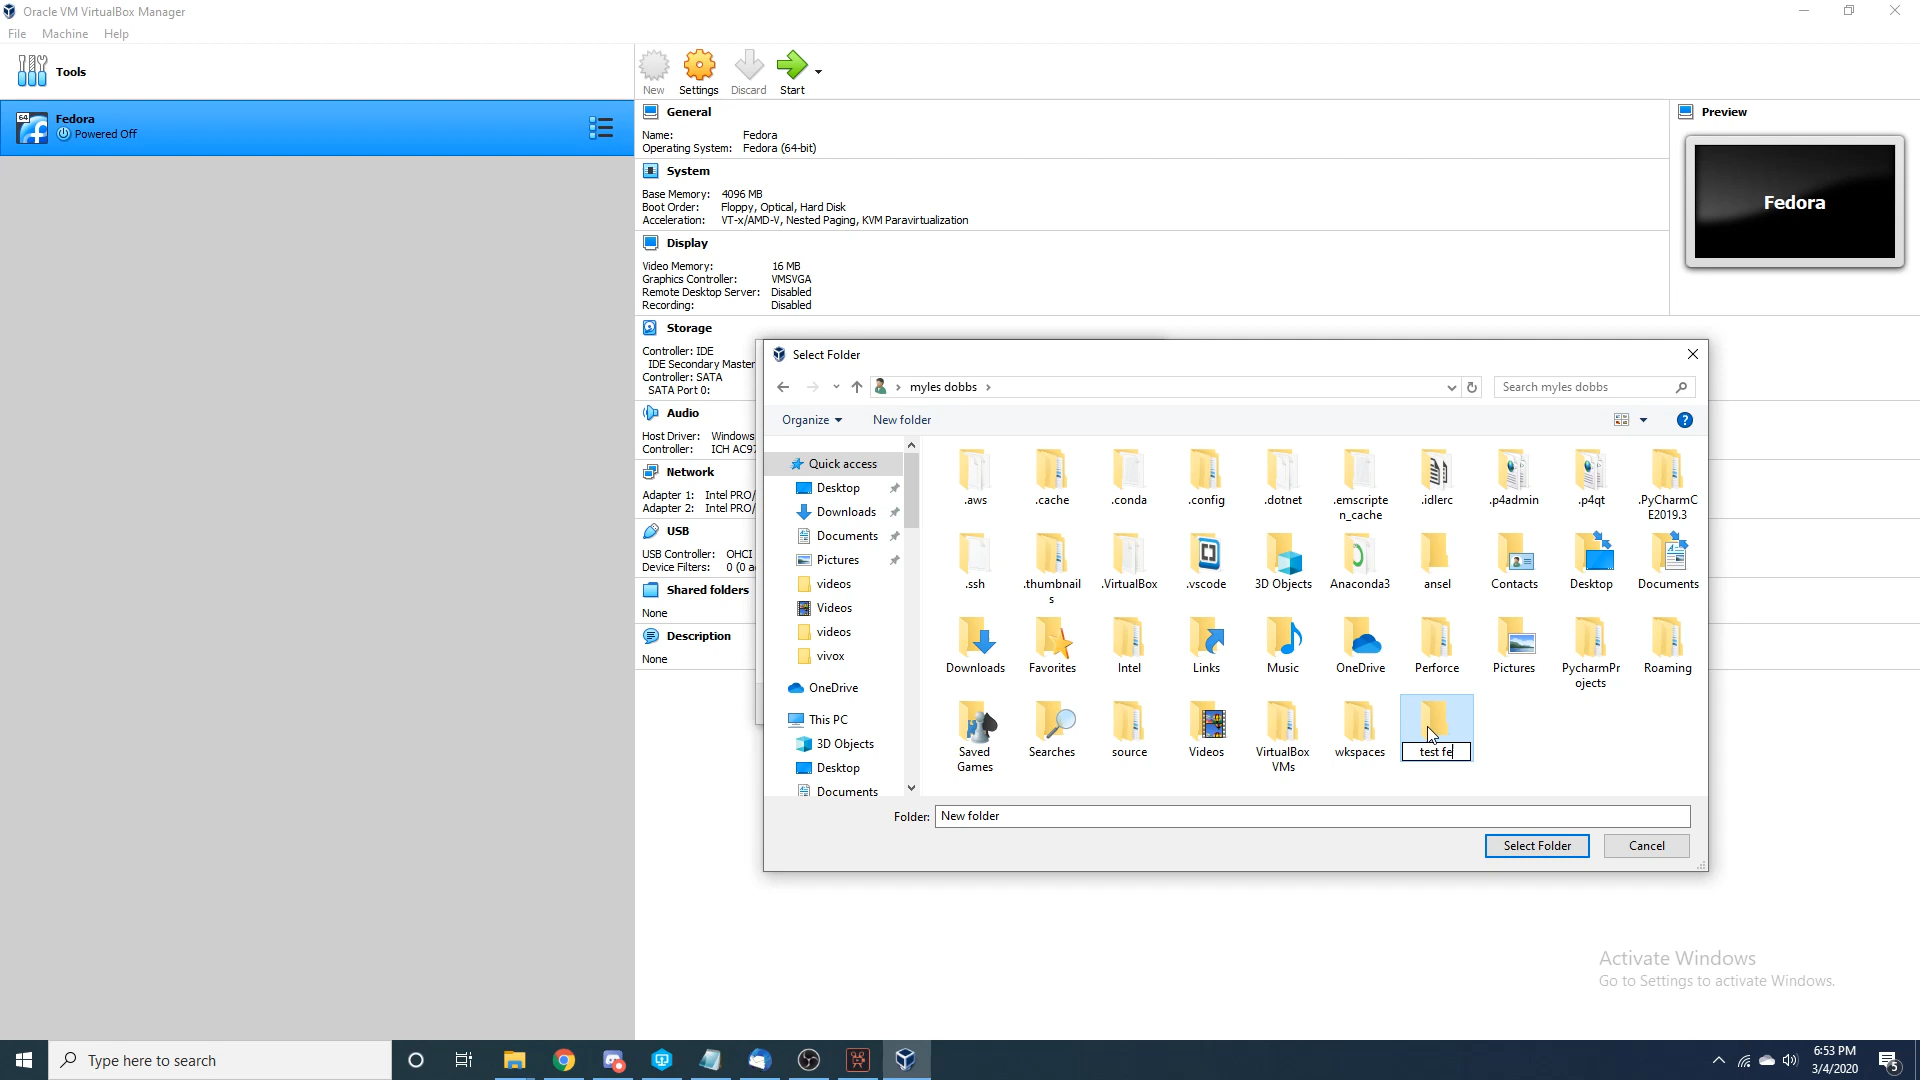 Oracle VM VirtualBox Manager
File Machine Help
Tools
New Settings Discard Start
64 Fedora
Powered Off
General
Name: Fedora
Operating System: Fedora (64-bit)
System
Base Memory: 4096 MB
Boot Order: Floppy, Optical, Hard Disk
Acceleration: VT-x/AMD-V, Nested Paging, KVM Paravirtualization
Display
Video Memory: 16 MB
Graphics Controller: VMSVGA
Remote Desktop Server: Disabled
Recording: Disabled
Preview
Fedora
Storage
Controller: IDE
IDE Secondary Master
Controller: SATA
SATA Port 0:
Audio
Host Driver: Windows
Controller: ICH AC97
Network
Adapter 1: Intel PRO/
Adapter 2: Intel PRO/
USB
USB Controller: OHCI
Device Filters: 0 (0 a
Shared folders
None
Description
None
Select Folder
myles dobbs
Search myles dobbs
Organize New folder
Quick access
Desktop
Downloads
Documents
Pictures
videos
Videos
videos
vivox
OneDrive
This PC
3D Objects
Desktop
Documents
.aws .cache .conda .config .dotnet .emscripte .idlerc .p4admin .p4qt .PyCharmC
n_cache E2019.3
.ssh .thumbnail .VirtualBox .vscode 3D Objects Anaconda3 ansel Contacts Desktop Documents
s
Downloads Favorites Intel Links Music OneDrive Perforce Pictures PycharmPr Roaming
ojects
Saved Searches source Videos VirtualBox wkspaces test fe
Games VMs
Folder: New folder
Select Folder Cancel
Activate Windows
Go to Settings to activate Windows.
Type here to search
6:53 PM
3/4/2020
5